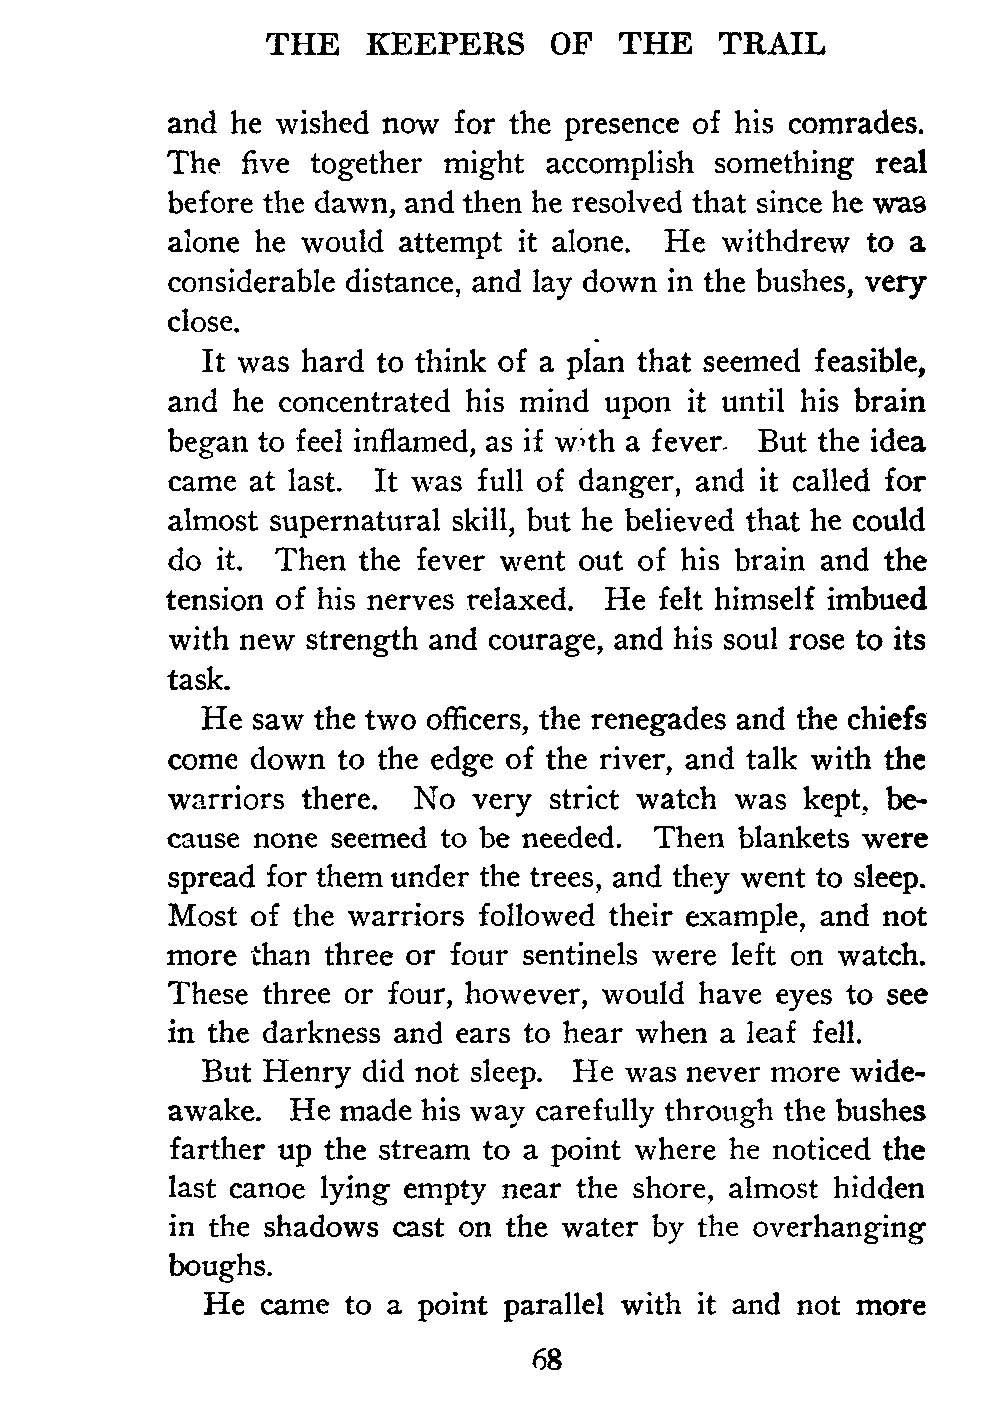 THE KEEPERS OF THE TRAIL
and he wished now for the presence of his comrades.
The five together might accomplish something real
before the dawn, and then he resolved that since he was
alone he would attempt it alone. He withdrew to a
considerable distance, and lay down in the bushes, very
close.
It was hard to think of a plan that seemed feasible,
and he concentrated his mind upon it until his brain
began to feel inflamed, as if with a fever. But the idea
came at last. It was full of danger, and it called for
almost supernatural skill, but he believed that he could
do it. Then the fever went out of his brain and the
tension of his nerves relaxed. He felt himself imbued
with new strength and courage, and his soul rose to its
task.
He saw the two officers, the renegades and the chiefs
come down to the edge of the river, and talk with the
warriors there. No very strict watch was kept, be-
cause none seemed to be needed. Then blankets were
spread for them under the trees, and they went to sleep.
Most of the warriors followed their example, and not
more than three or four sentinels were left on watch.
These three or four, however, would have eyes to see
in the darkness and ears to hear when a leaf fell.
But Henry did not sleep. He was never more wide-
awake. He made his way carefully through the bushes
farther up the stream to a point where he noticed the
last canoe lying empty near the shore, almost hidden
in the shadows cast on the water by the overhanging
boughs.
He came to a point parallel with it and not more
68